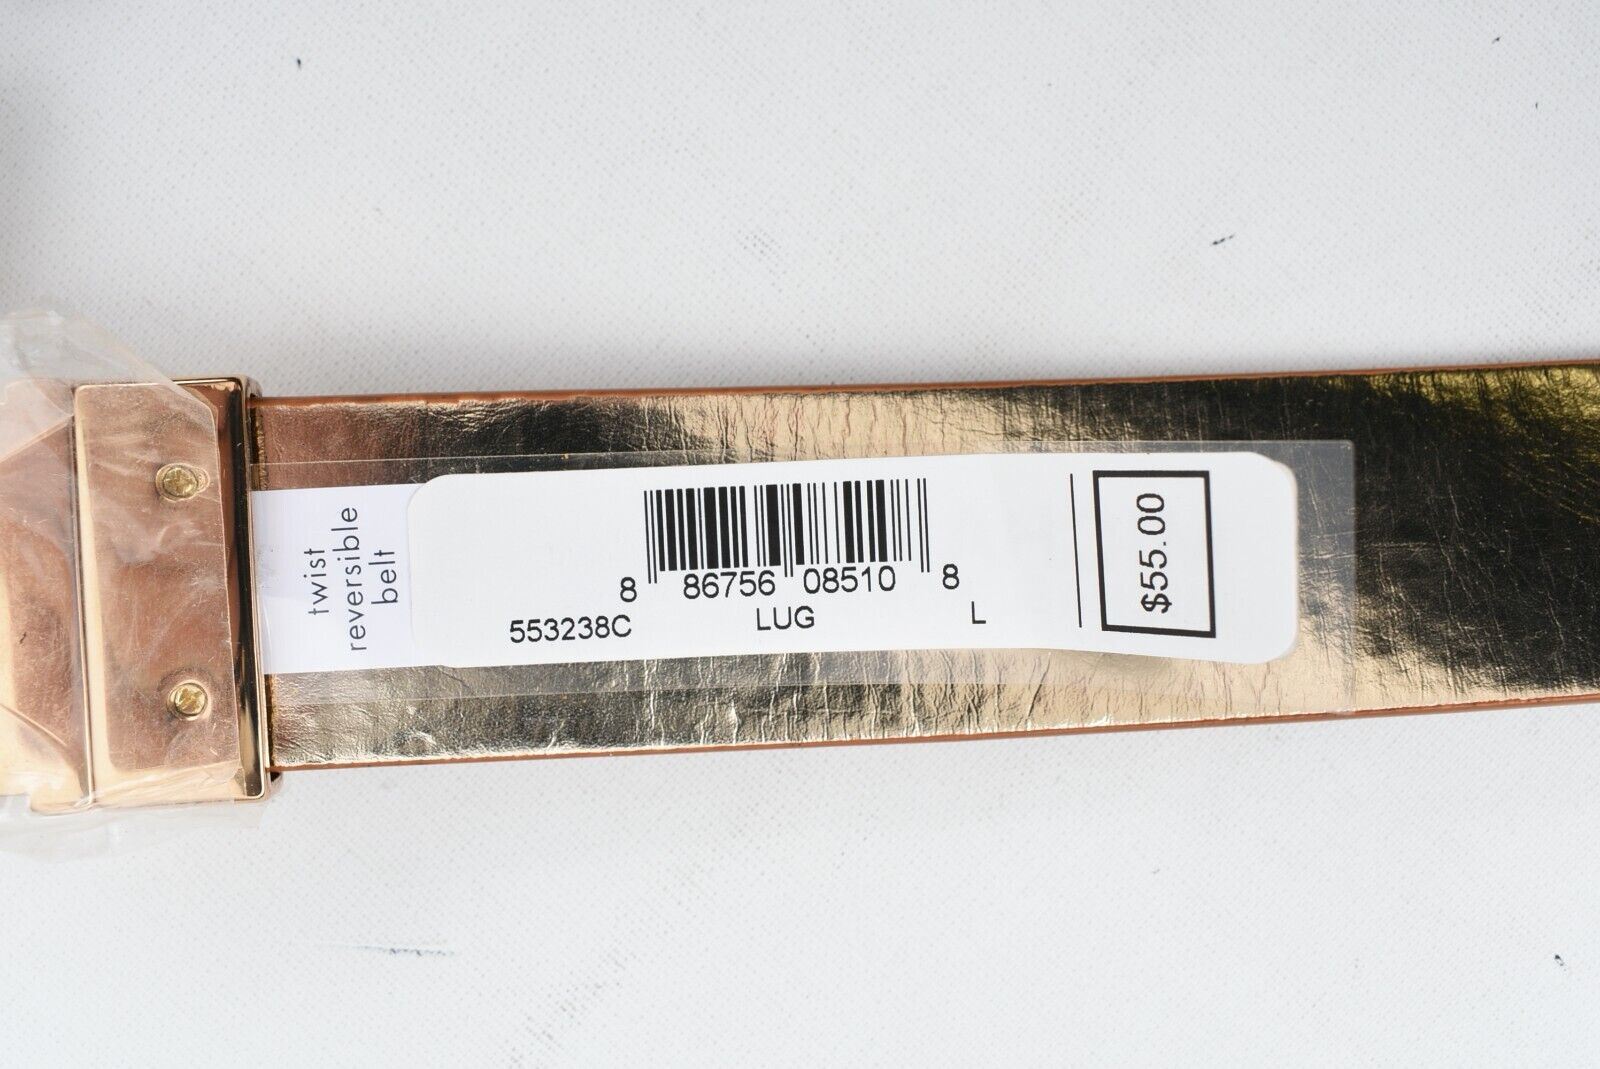 twist
reversible
belt
8 86756 08510 8
553238C LUG L
$55.00